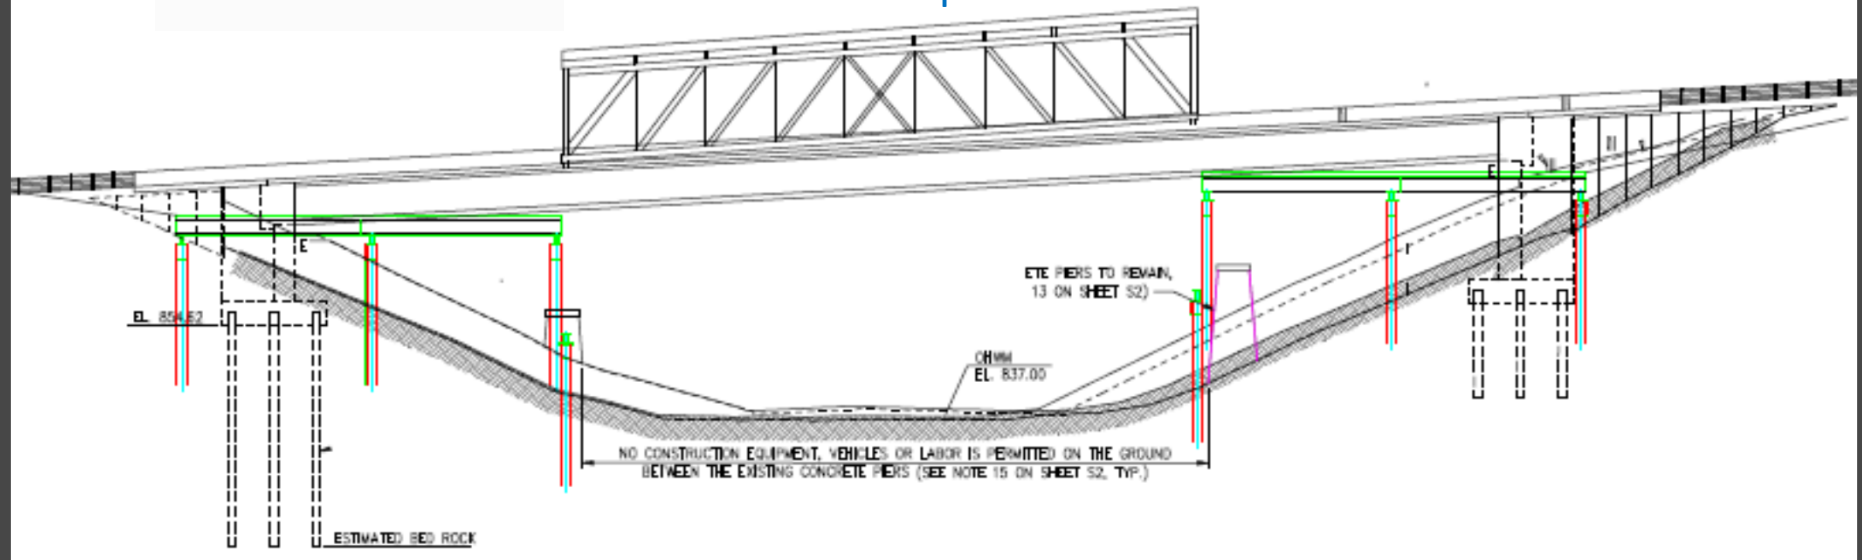 E
E
ETE PIERS TO REMAIN,
13 ON SHEET S2)
EL. 854.62
OHWM
EL. 837.00
NO CONSTRUCTION EQUIPMENT, VEHICLES OR LABOR IS PERMITTED ON THE GROUND
BETWEEN THE EXISTING CONCRETE PIERS (SEE NOTE 15 ON SHEET S2, TYP.)
ESTIMATED BED ROCK